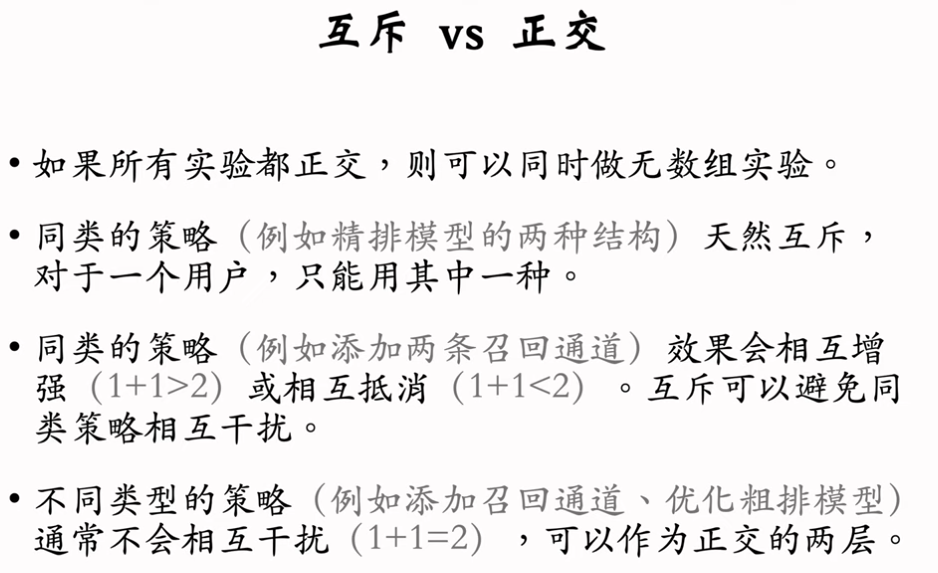 互斥 vs 正交
• 如果所有实验都正交，则可以同时做无数组实验。
• 同类的策略（例如精排模型的两种结构）天然互斥，
对于一个用户，只能用其中一种。
• 同类的策略（例如添加两条召回通道）效果会相互增
强（1+1>2）或相互抵消（1+1<2）。互斥可以避免同
类策略相互干扰。
• 不同类型的策略（例如添加召回通道、优化粗排模型）
通常不会相互干扰（1+1=2），可以作为正交的两层。